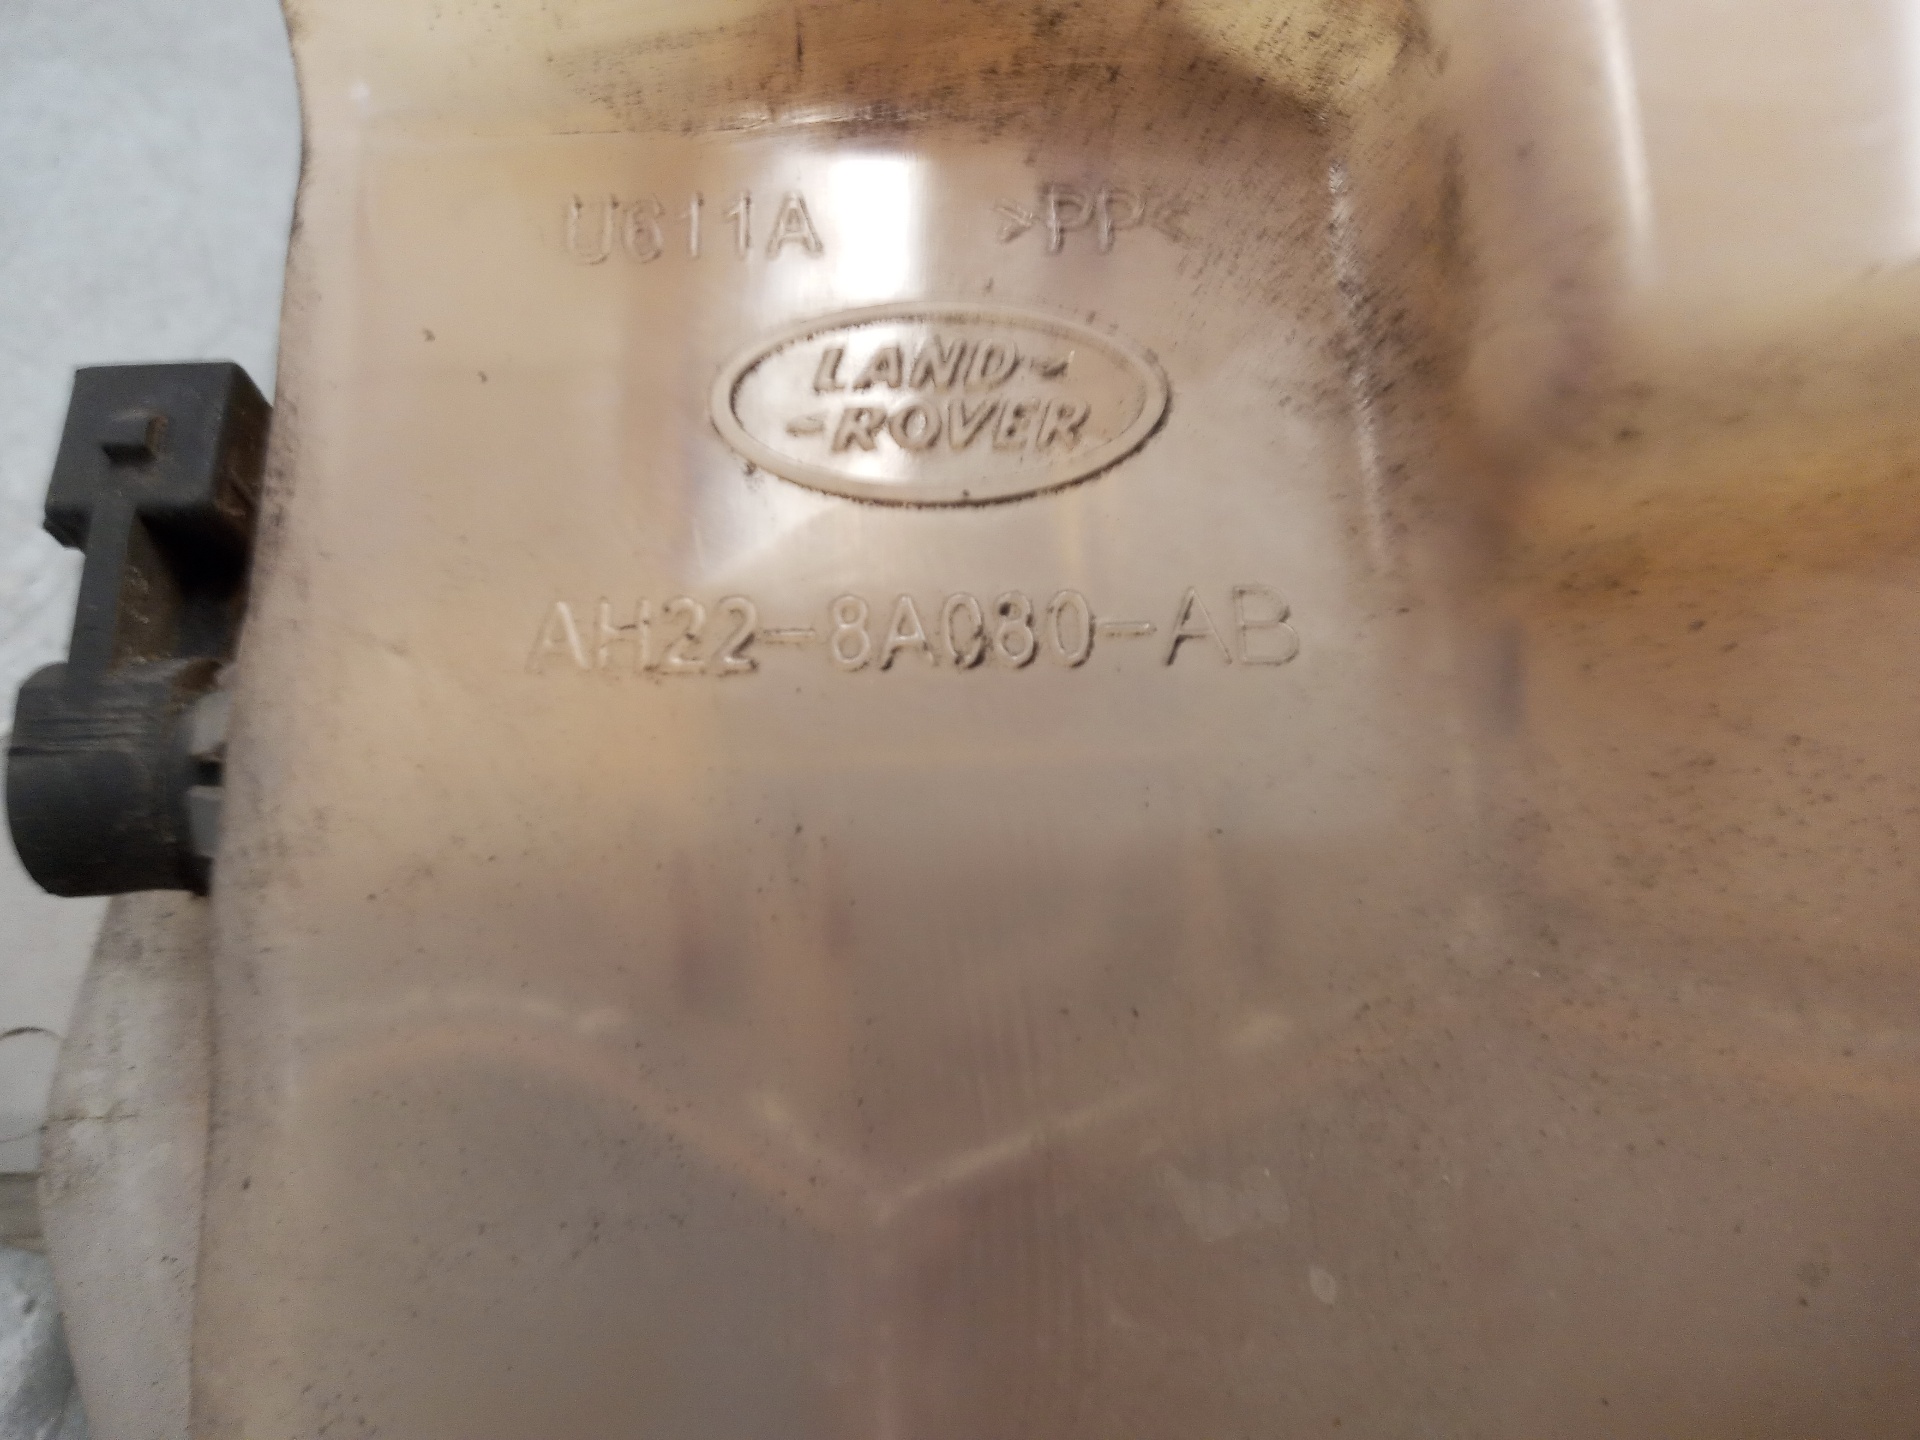 U611A >PP<
LAND-
-ROVER
AH22-8A080-AB